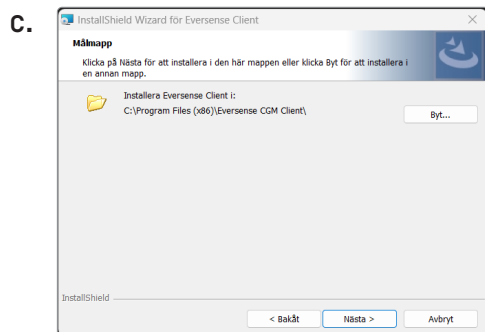 C.
InstallShield Wizard för Eversense Client
Målmapp
Klicka på Nästa för att installera i den här mappen eller klicka Byt för att installera i
en annan mapp.
Installera Eversense Client i:
C:\Program Files (x86)\Eversense CGM Client\
Byt...
InstallShield
< Bakåt
Nästa >
Avbryt